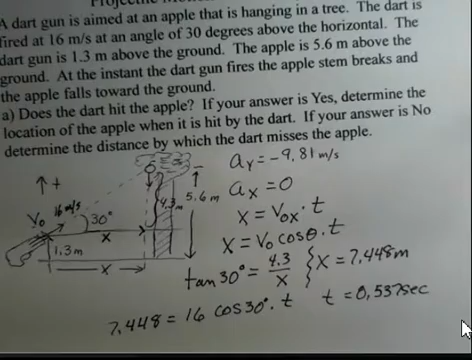 A dart gun is aimed at an apple that is hanging in a tree. The dart is
fired at 16 m/s at an angle of 30 degrees above the horizontal. The
dart gun is 1.3 m above the ground. The apple is 5.6 m above the
ground. At the instant the dart gun fires the apple stem breaks and
the apple falls toward the ground.
a) Does the dart hit the apple? If your answer is Yes, determine the
location of the apple when it is hit by the dart. If your answer is No
determine the distance by which the dart misses the apple.
↑+
V₀ 16 m/s
30°
x
4.3m
5.6m
1.3m
x
ay = -9.81 m/s
ax = 0
x = Vox · t
x = V₀ cosθ · t
tan 30° = 4.3/x } x = 7.448m
7.448 = 16 cos 30° · t t = 0.537sec